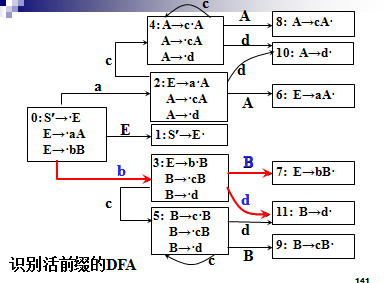 c
4: A→c·A
A→·cA
A→·d
A
8: A→cA·
d
10: A→d·
c
d
a
2: E→a·A
A→·cA
A→·d
A
6: E→aA·
0: S′→·E
E→·aA
E→·bB
E
1: S′→E·
b
3: E→b·B
B→·cB
B→·d
B
7: E→bB·
d
c
5: B→c·B
B→·cB
B→·d
d
11: B→d·
B
9: B→cB·
c
识别活前缀的DFA
141